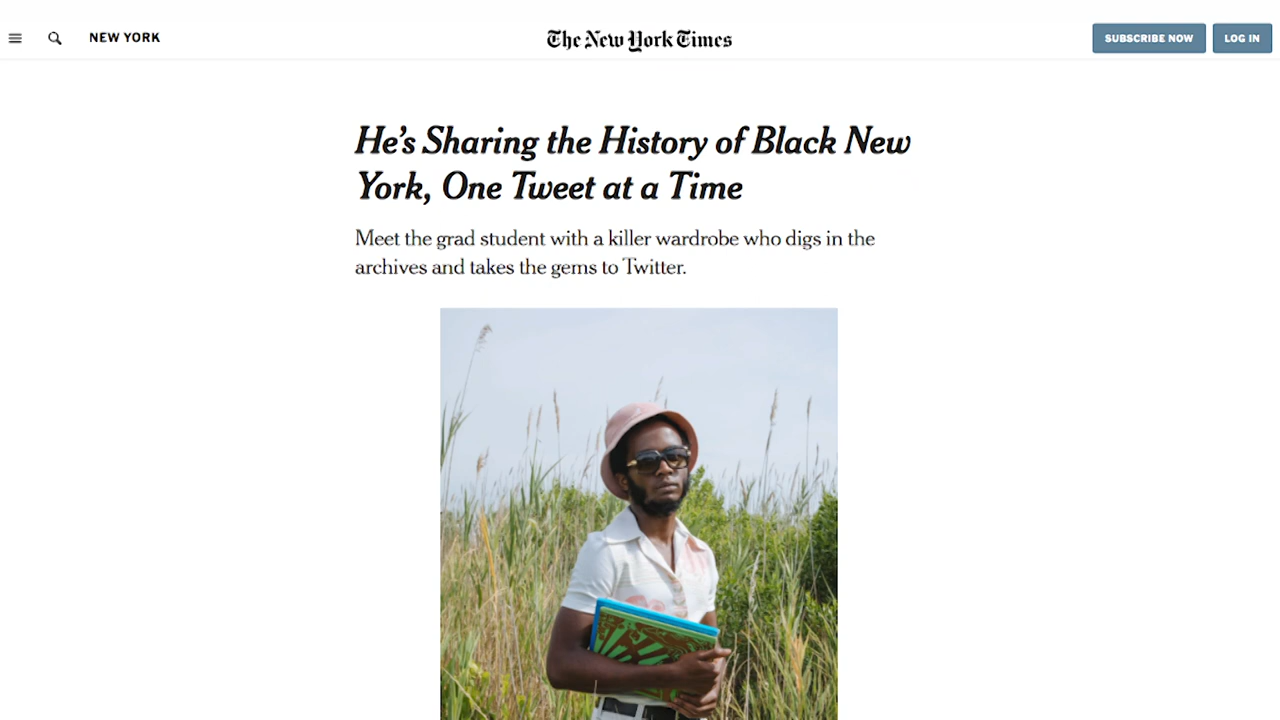 NEW YORK
The New York Times
SUBSCRIBE NOW
LOG IN
He’s Sharing the History of Black New
York, One Tweet at a Time
Meet the grad student with a killer wardrobe who digs in the
archives and takes the gems to Twitter.